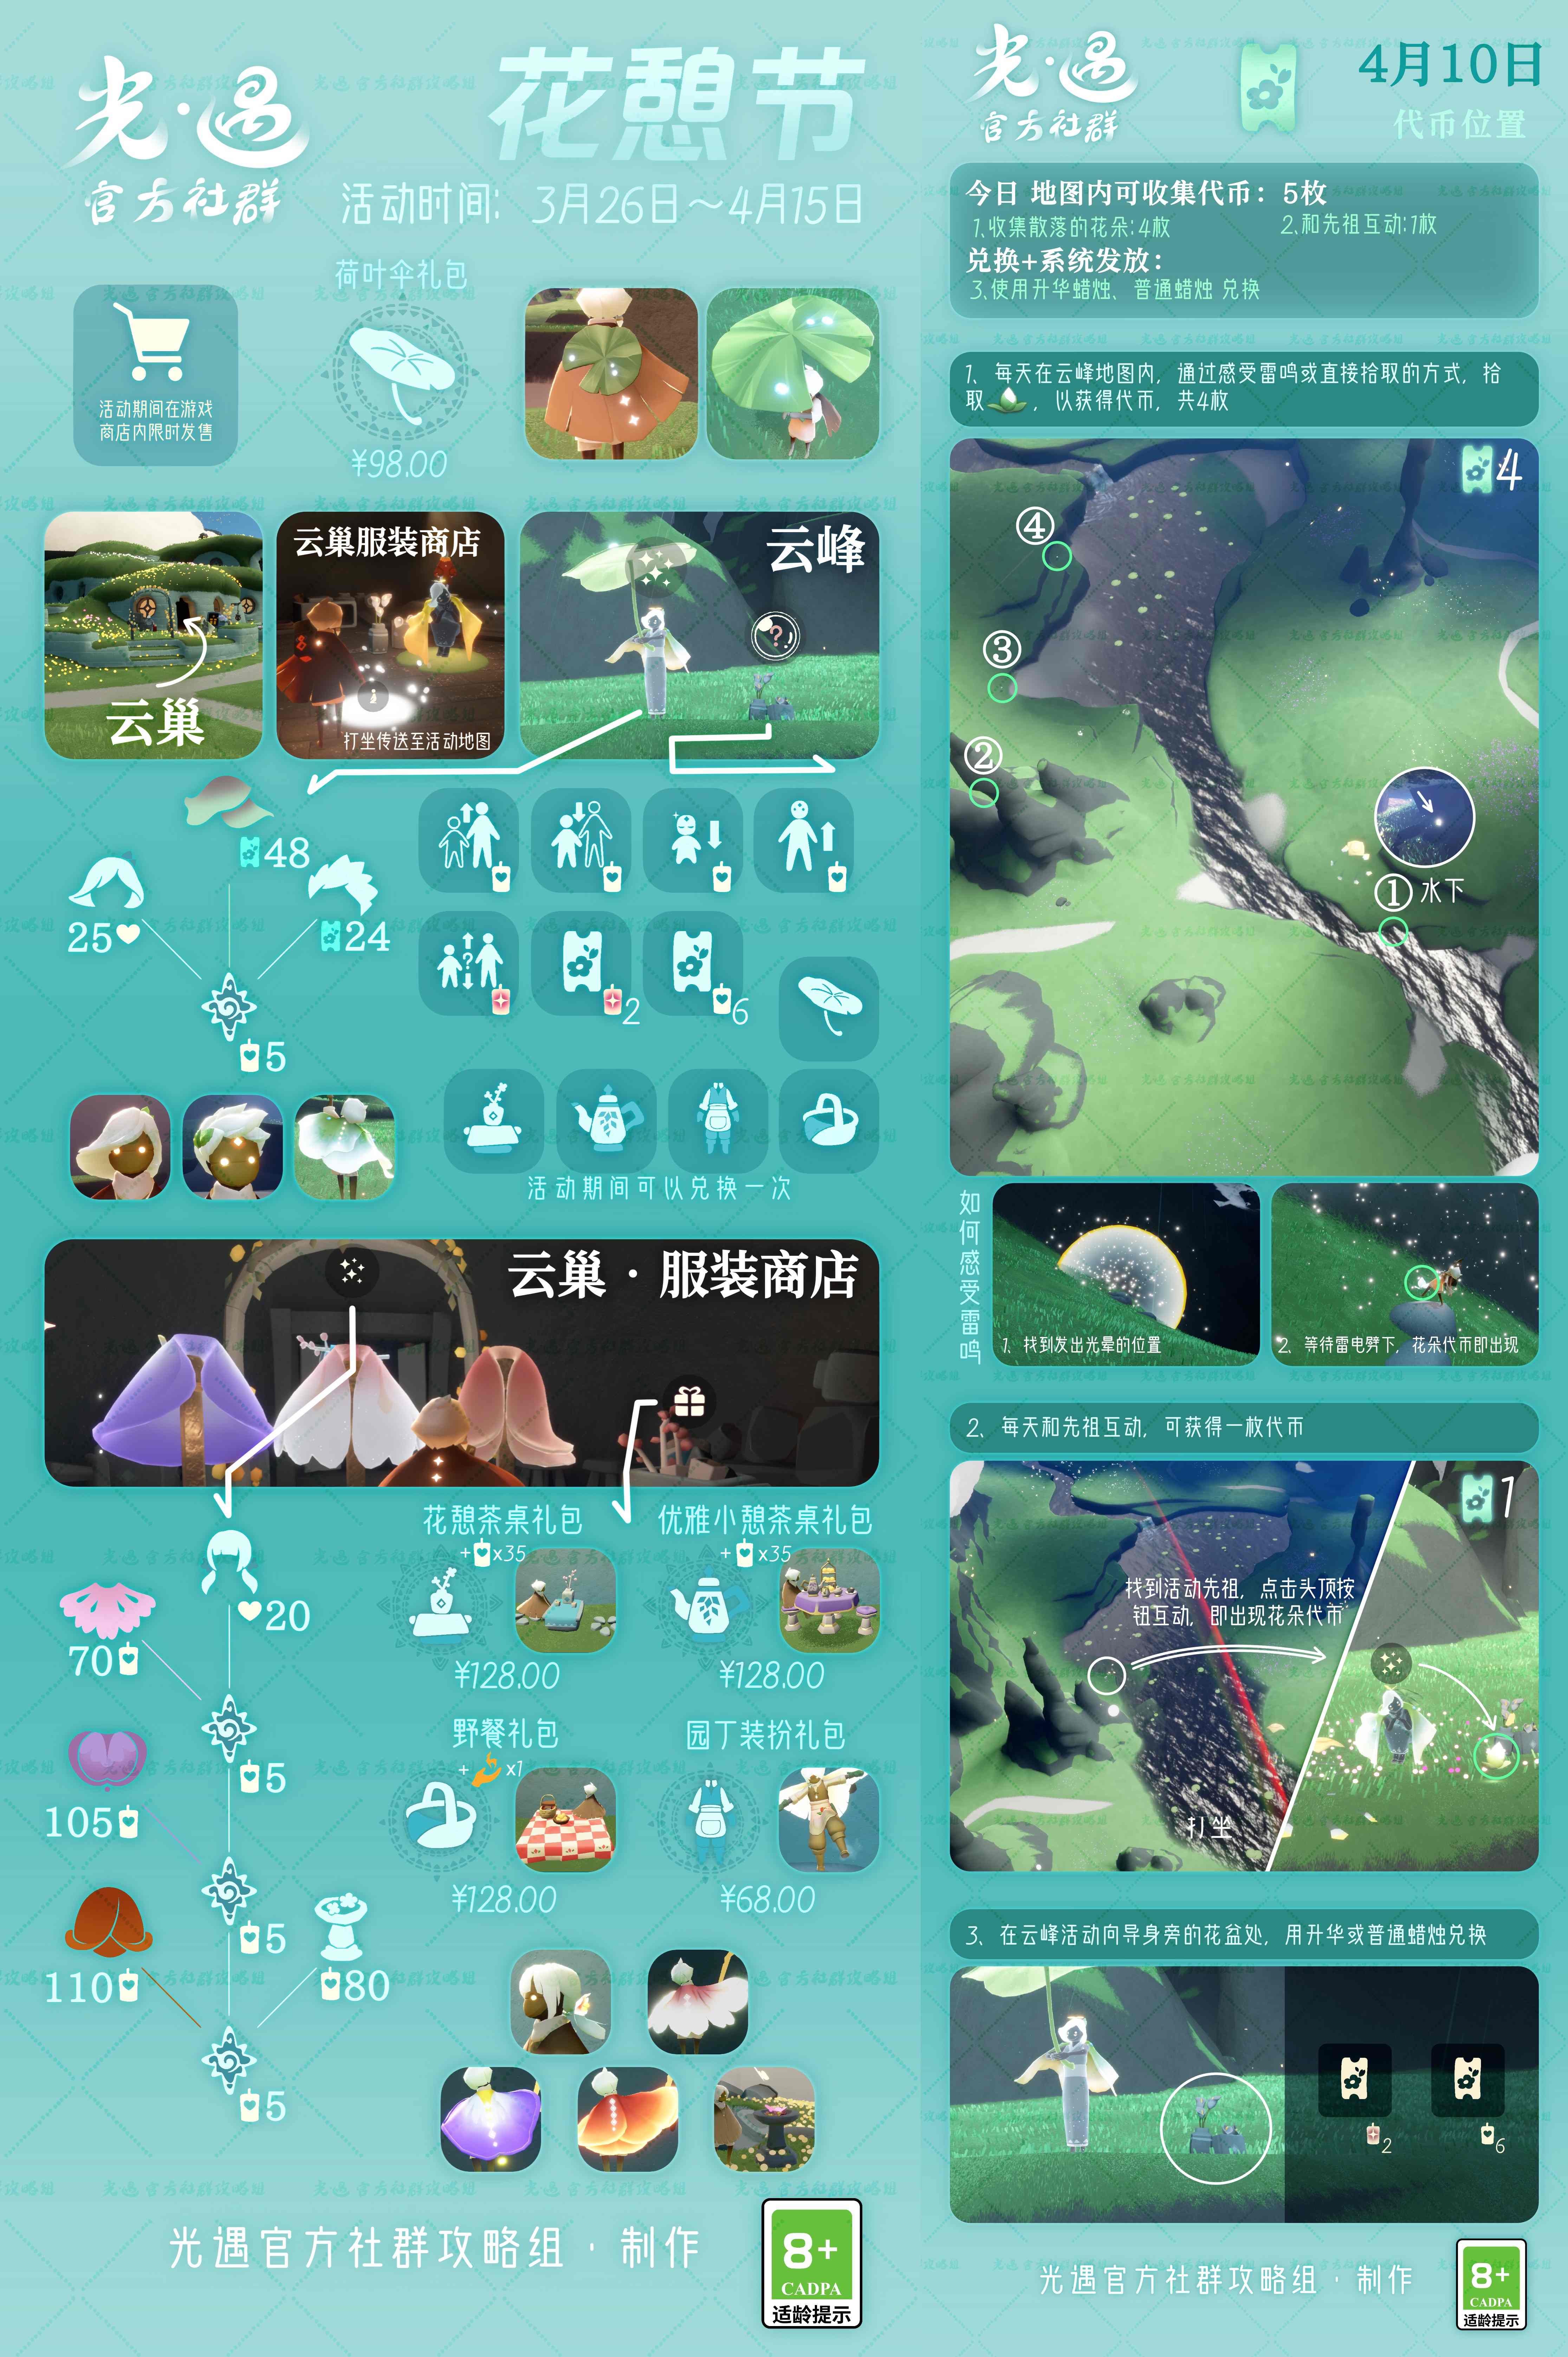 光·遇
官方社群
花憩节
活动时间: 3月26日~4月15日
活动期间在游戏
商店内限时发售
荷叶伞礼包
¥98.00
云巢
云巢服装商店
打坐传送至活动地图
云峰
48
25
24
5
2
6
活动期间可以兑换一次
云巢·服装商店
20
70
5
105
5
110
80
5
花憩茶桌礼包
+x35
¥128.00
优雅小憩茶桌礼包
+x35
¥128.00
野餐礼包
+x1
¥128.00
园丁装扮礼包
¥68.00
光遇官方社群攻略组·制作
8+
CADPA
适龄提示
光·遇
官方社群
4月10日
代币位置
今日 地图内可收集代币：5枚
1、收集散落的花朵:4枚
2、和先祖互动:1枚
兑换+系统发放：
3、使用升华蜡烛、普通蜡烛 兑换
1、每天在云峰地图内，通过感受雷鸣或直接拾取的方式，拾
取，以获得代币，共4枚
4
④
③
②
① 水下
如何感受雷鸣
1、找到发出光晕的位置
2、等待雷电劈下，花朵代币即出现
2、每天和先祖互动，可获得一枚代币
1
找到活动先祖，点击头顶按
钮互动，即出现花朵代币
打坐
3、在云峰活动向导身旁的花盆处，用升华或普通蜡烛兑换
2
6
光遇官方社群攻略组·制作
8+
CADPA
适龄提示